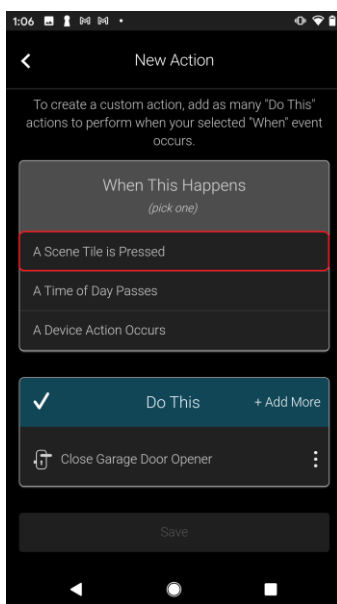 1:06
New Action
To create a custom action, add as many "Do This"
actions to perform when your selected "When" event
occurs.
When This Happens
(pick one)
A Scene Tile is Pressed
A Time of Day Passes
A Device Action Occurs
Do This
+ Add More
Close Garage Door Opener
Save